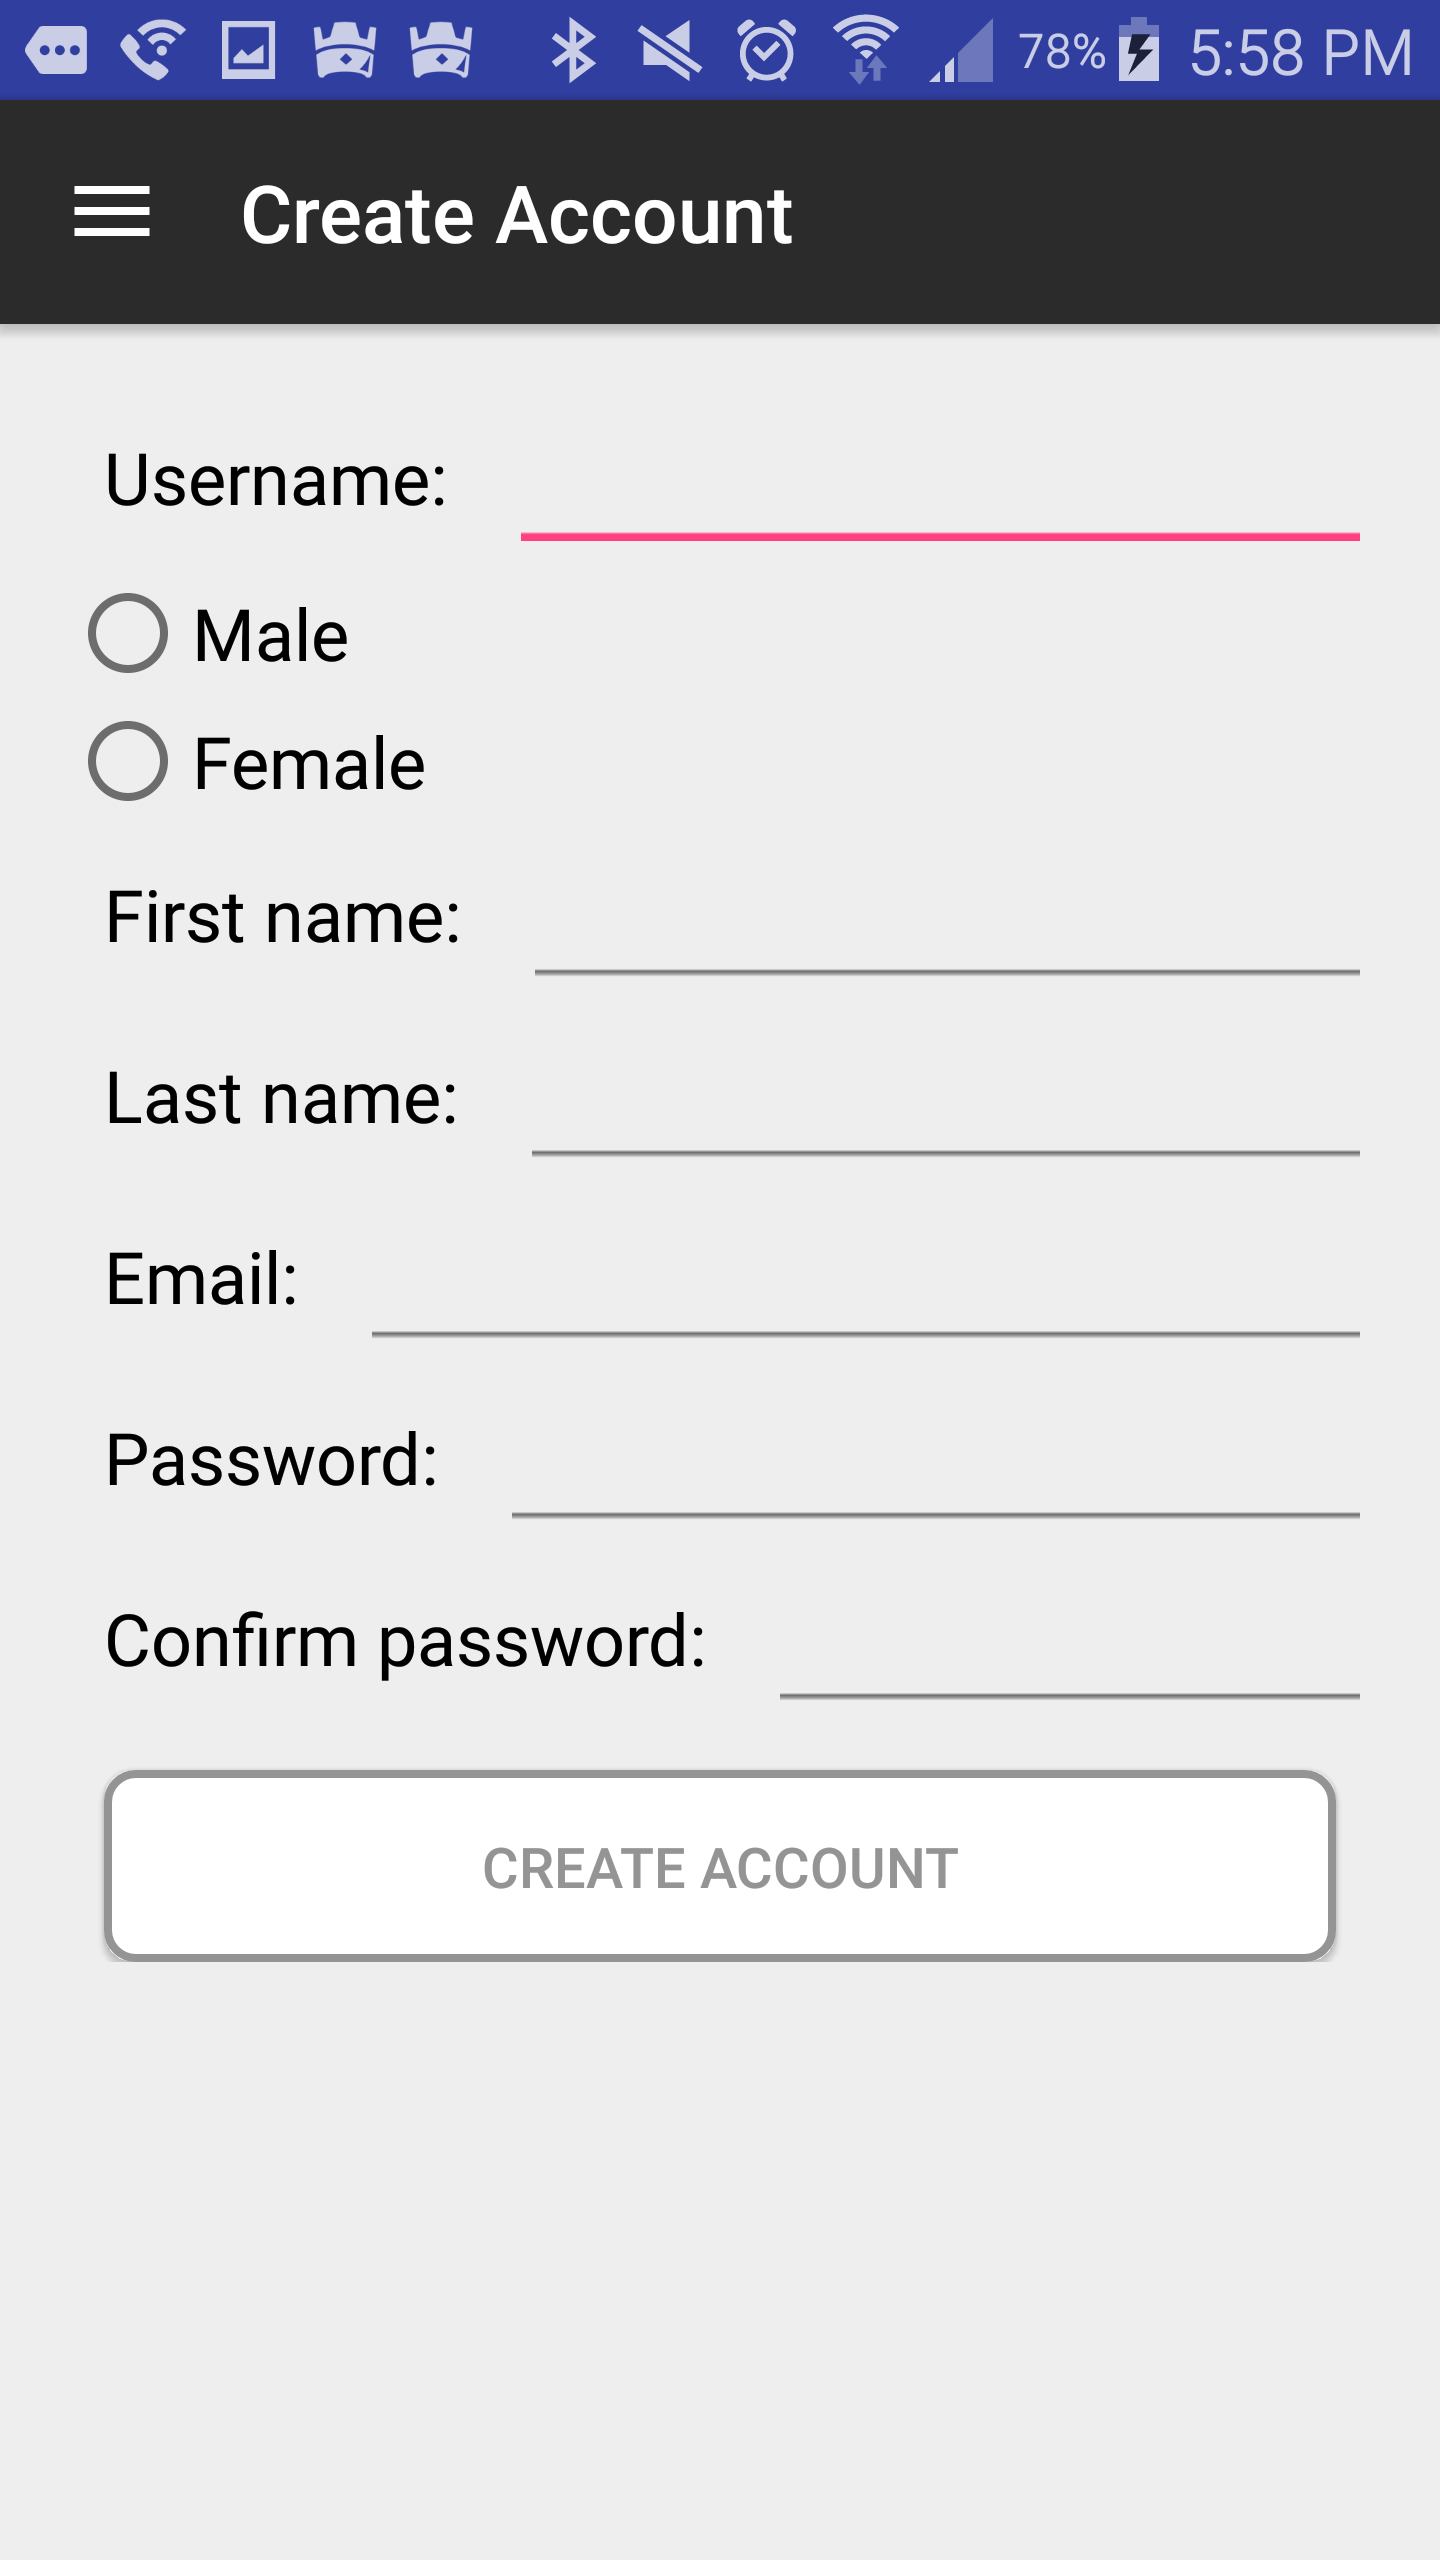 78% 5:58 PM
Create Account
Username:
Male
Female
First name:
Last name:
Email:
Password:
Confirm password:
CREATE ACCOUNT